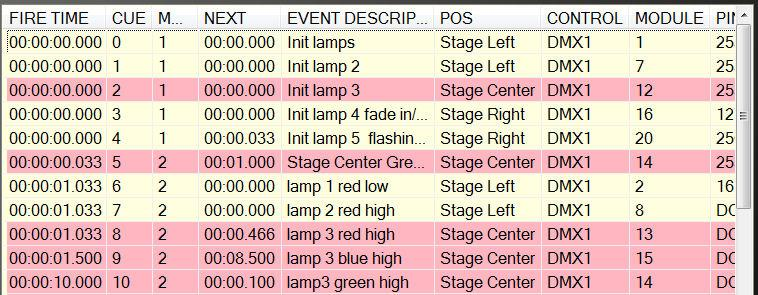 FIRE TIME CUE M... NEXT EVENT DESCRIP... POS CONTROL MODULE PIN
00:00:00.000 0 1 00:00.000 Init lamps Stage Left DMX1 1 25
00:00:00.000 1 1 00:00.000 Init lamp 2 Stage Left DMX1 7 25
00:00:00.000 2 1 00:00.000 Init lamp 3 Stage Center DMX1 12 25
00:00:00.000 3 1 00:00.000 Init lamp 4 fade in/... Stage Right DMX1 16 12
00:00:00.000 4 1 00:00.033 Init lamp 5 flashin... Stage Right DMX1 20 25
00:00:00.033 5 2 00:01.000 Stage Center Gre... Stage Center DMX1 14 25
00:00:01.033 6 2 00:00.000 lamp 1 red low Stage Left DMX1 2 16
00:00:01.033 7 2 00:00.000 lamp 2 red high Stage Left DMX1 8
00:00:01.033 8 2 00:00.466 lamp 3 red high Stage Center DMX1 13
00:00:01.500 9 2 00:08.500 lamp 3 blue high Stage Center DMX1 15
00:00:10.000 10 2 00:00.100 lamp3 green high Stage Center DMX1 14